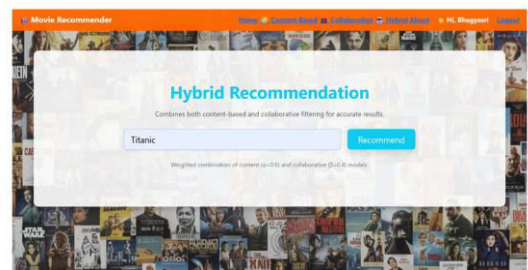 Movie Recommender
Home Content-Based Collaborative Hybrid About Hi, Bhagyasri Logout
Hybrid Recommendation
Combines both content-based and collaborative filtering for accurate results.
Titanic
Recommend
Weighted combination of content (α=0.6) and collaborative (β=0.4) models